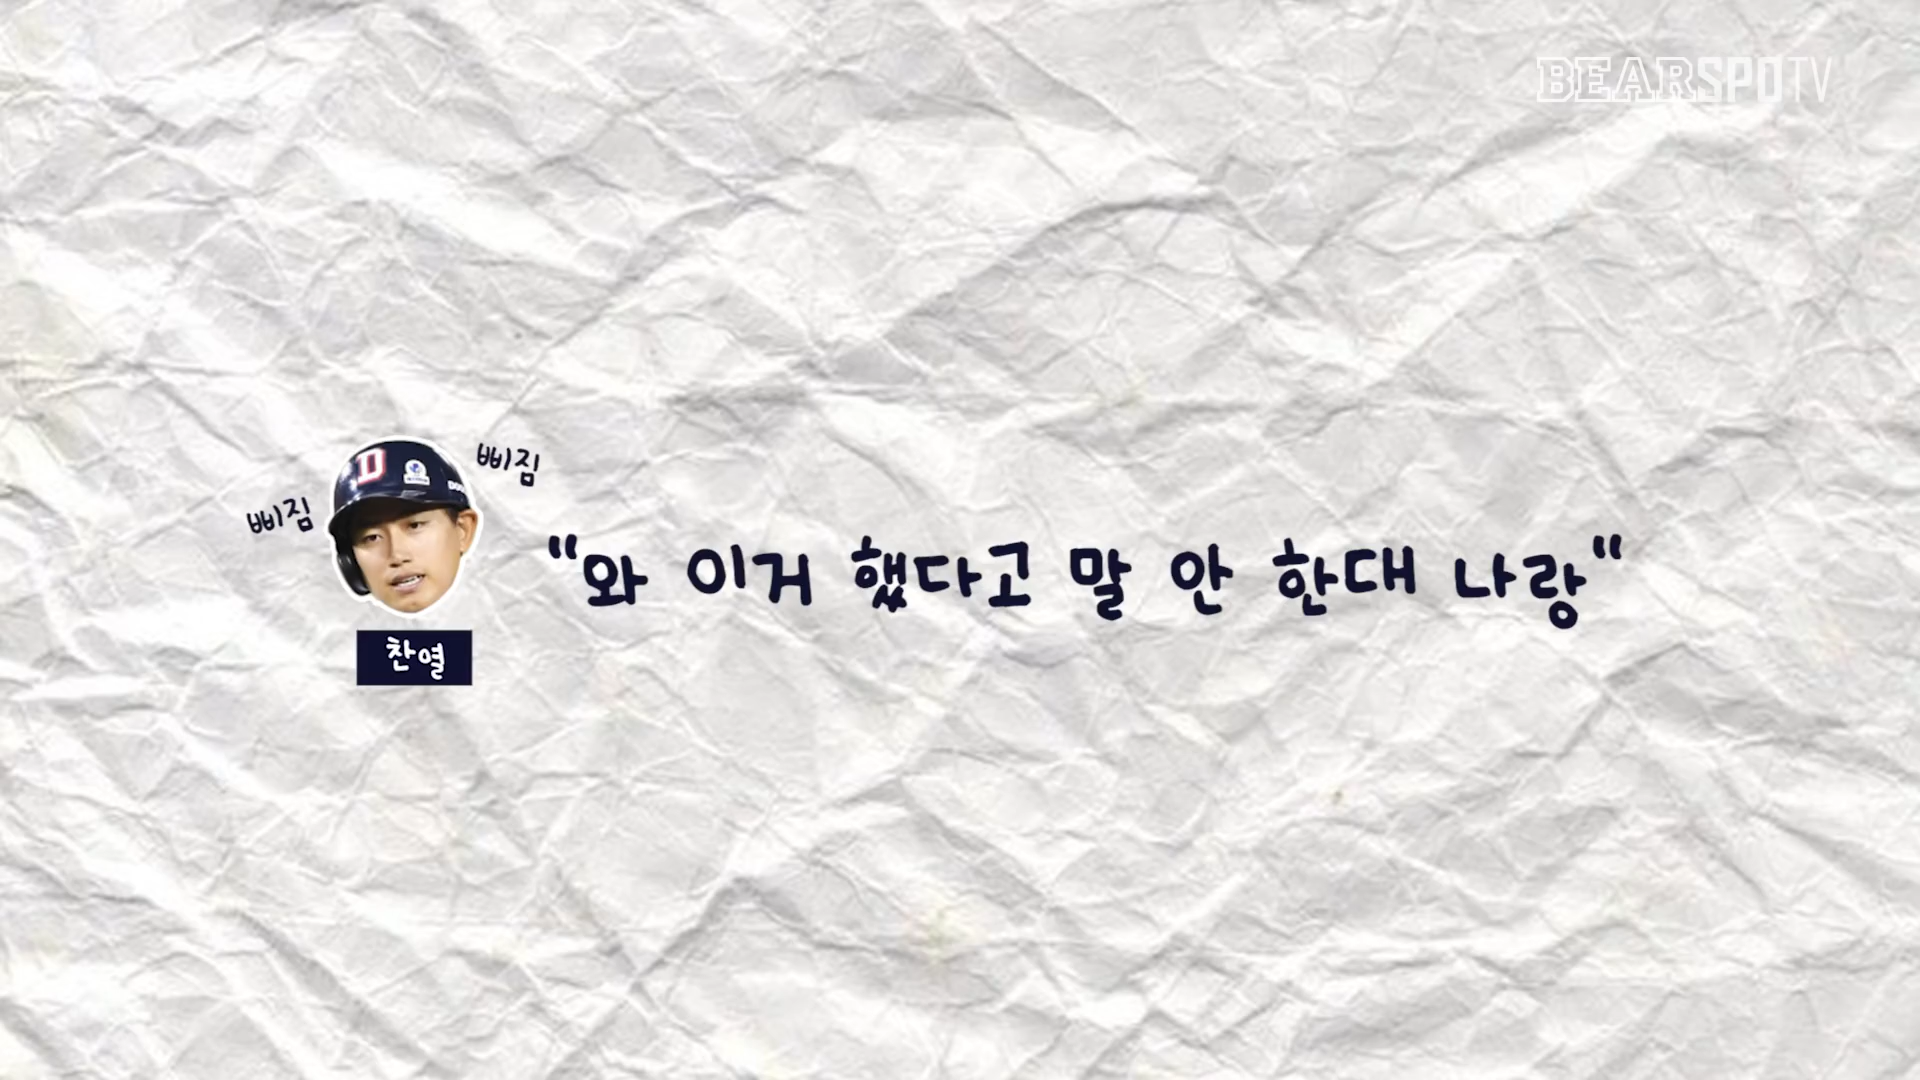 BEARSPOTV
삐짐
삐짐
D
"와 이거 했다고 말 안 한대 나랑"
찬열